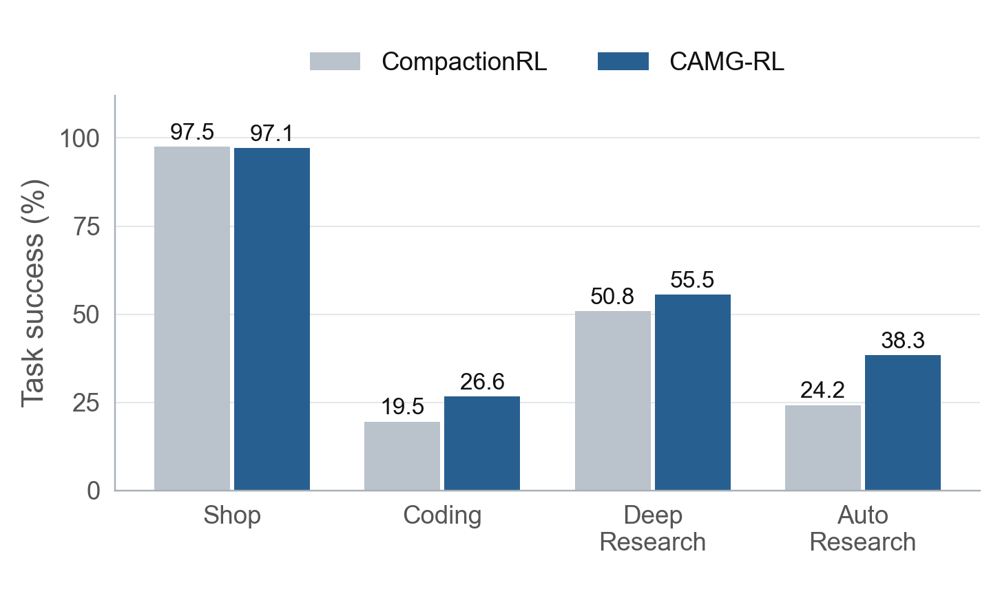 CompactionRL CAMG-RL
Task success (%)
100
75
50
25
0
97.5 97.1
19.5 26.6
50.8 55.5
24.2 38.3
Shop
Coding
Deep
Research
Auto
Research